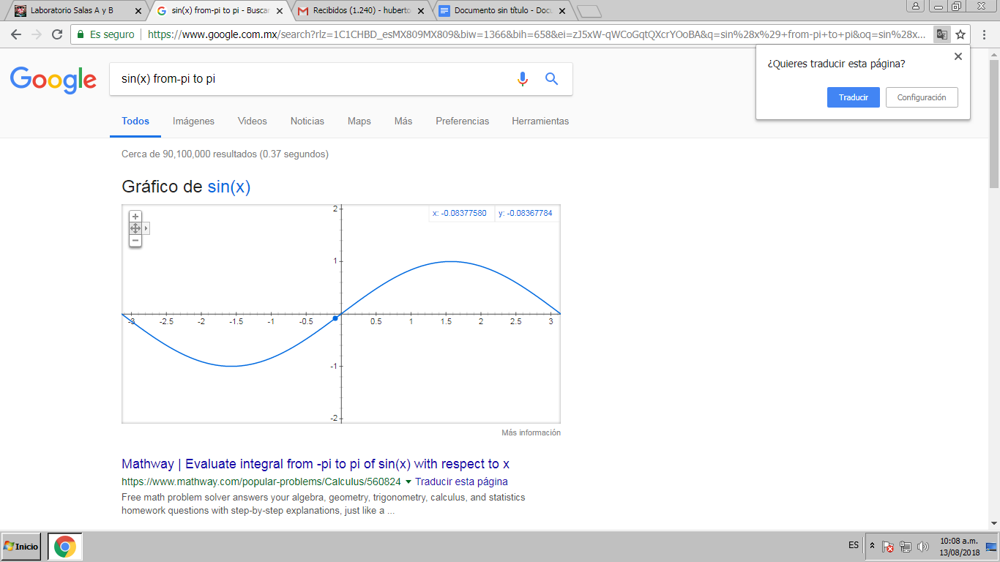 Laboratorio Salas A y B
sin(x) from-pi to pi - Buscar
Recibidos (1.240) - huberto
Documento sin título - Docu
Es seguro
https://www.google.com.mx/search?rlz=1C1CHBD_esMX809MX809&biw=1366&bih=658&ei=zJ5xW-qWCoGqtQXcrYOoBA&q=sin%28x%29+from-pi+to+pi&oq=sin%28x...
¿Quieres traducir esta página?
Traducir
Configuración
Google
sin(x) from-pi to pi
Todos
Imágenes
Videos
Noticias
Maps
Más
Preferencias
Herramientas
Cerca de 90,100,000 resultados (0.37 segundos)
Gráfico de sin(x)
x: -0.08377580
y: -0.08367784
2
1
-3
-2.5
-2
-1.5
-1
-0.5
0.5
1
1.5
2
2.5
3
-1
-2
Más información
Mathway | Evaluate integral from -pi to pi of sin(x) with respect to x
https://www.mathway.com/popular-problems/Calculus/560824 Traducir esta página
Free math problem solver answers your algebra, geometry, trigonometry, calculus, and statistics
homework questions with step-by-step explanations, just like a ...
Inicio
ES
10:08 a.m.
13/08/2018